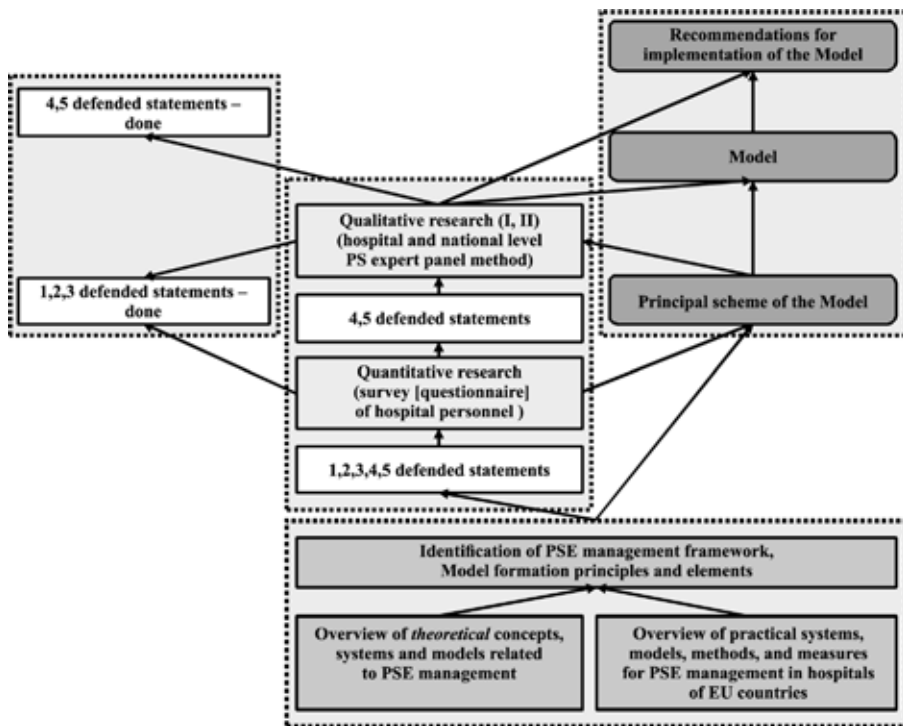 Recommendations for
implementation of the Model
4,5 defended statements –
done
Model
Qualitative research (I, II)
(hospital and national level
PS expert panel method)
1,2,3 defended statements –
done
Principal scheme of the Model
4,5 defended statements
Quantitative research
(survey [questionnaire]
of hospital personnel )
1,2,3,4,5 defended statements
Identification of PSE management framework,
Model formation principles and elements
Overview of theoretical concepts,
systems and models related
to PSE management
Overview of practical systems,
models, methods, and measures
for PSE management in hospitals
of EU countries